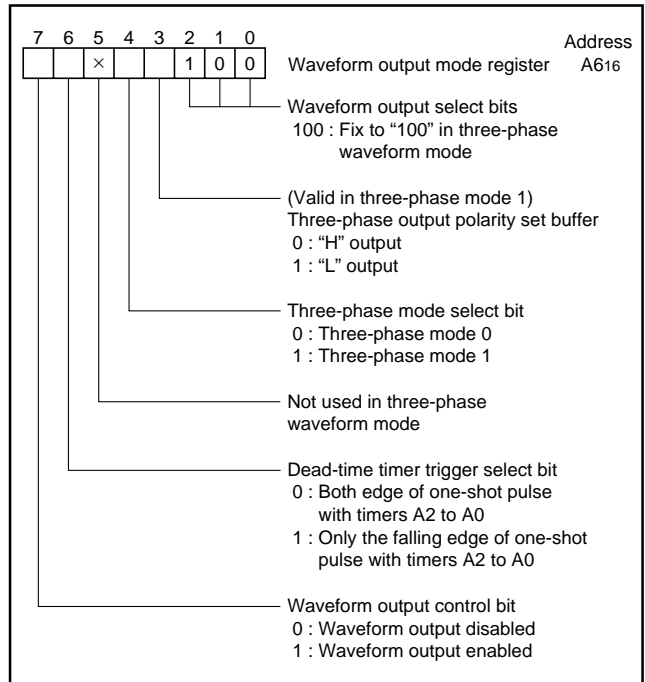 7 6 5 4 3 2 1 0
Address
× 1 0 0
Waveform output mode register A616
Waveform output select bits
100 : Fix to “100” in three-phase
waveform mode
(Valid in three-phase mode 1)
Three-phase output polarity set buffer
0 : “H” output
1 : “L” output
Three-phase mode select bit
0 : Three-phase mode 0
1 : Three-phase mode 1
Not used in three-phase
waveform mode
Dead-time timer trigger select bit
0 : Both edge of one-shot pulse
with timers A2 to A0
1 : Only the falling edge of one-shot
pulse with timers A2 to A0
Waveform output control bit
0 : Waveform output disabled
1 : Waveform output enabled